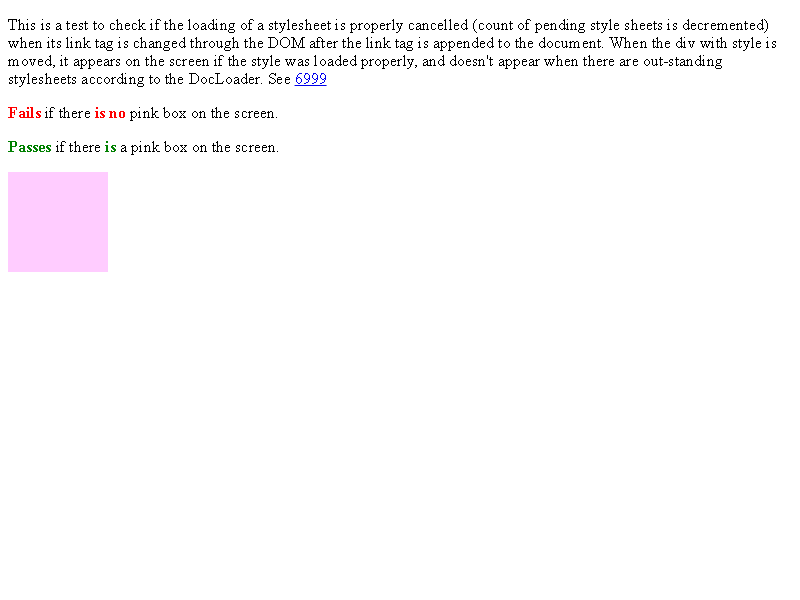 This is a test to check if the loading of a stylesheet is properly cancelled (count of pending style sheets is decremented)
when its link tag is changed through the DOM after the link tag is appended to the document. When the div with style is
moved, it appears on the screen if the style was loaded properly, and doesn't appear when there are out-standing
stylesheets according to the DocLoader. See 6999
Fails if there is no pink box on the screen.
Passes if there is a pink box on the screen.